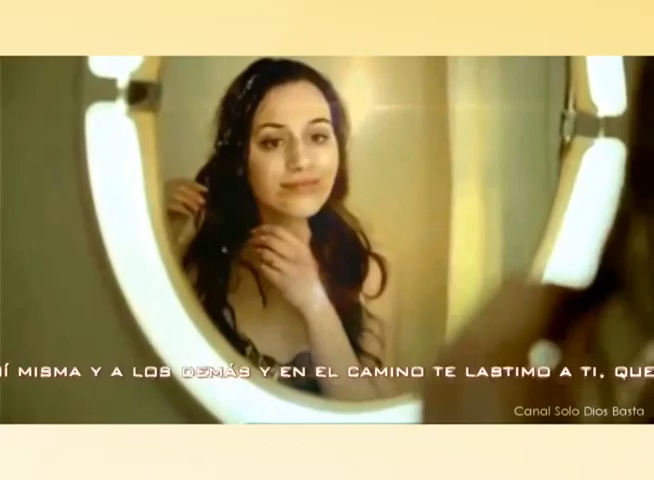 Í MISMA Y A LOS DEMÁS Y EN EL CAMINO TE LASTIMO A TI, QUE
Canal Solo Dios Basta